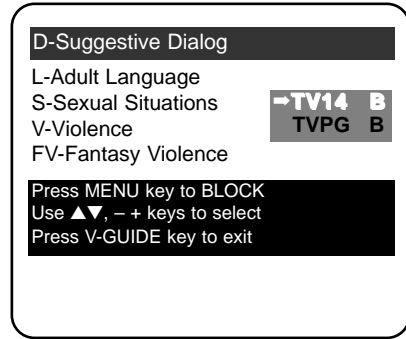 D-Suggestive Dialog
L-Adult Language
S-Sexual Situations ➡TV14 B
V-Violence TVPG B
FV-Fantasy Violence
Press MENU key to BLOCK
Use ▲▼, – + keys to select
Press V-GUIDE key to exit